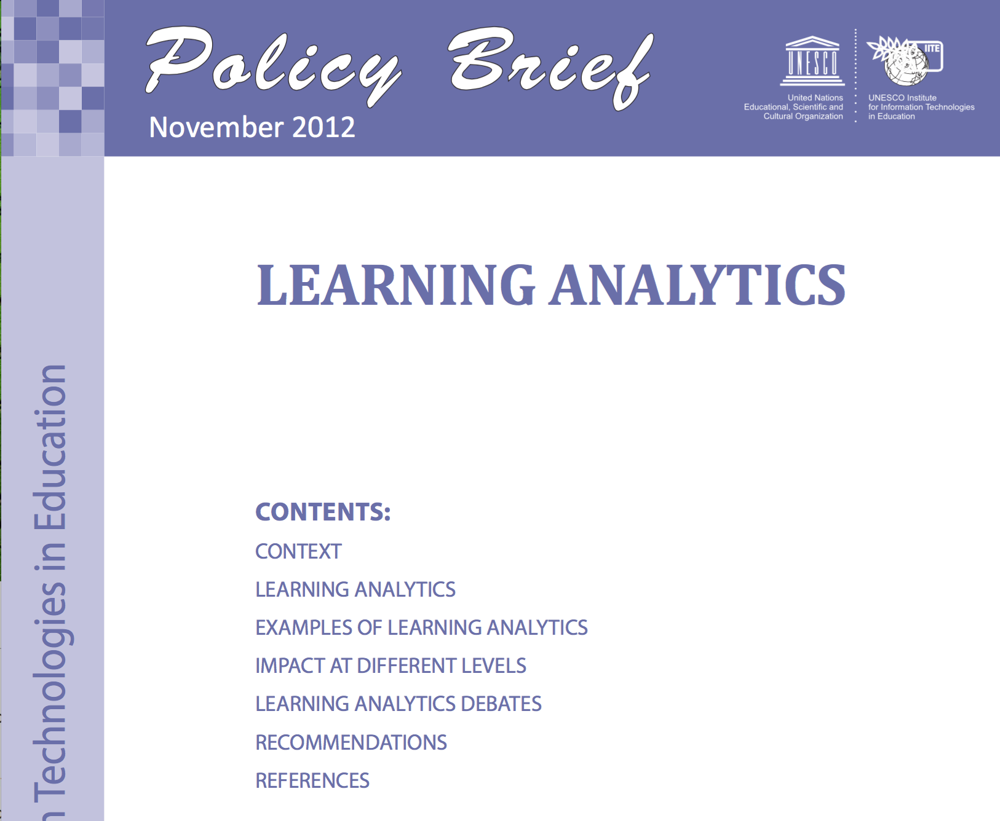 Policy Brief
November 2012
UNESCO
United Nations
Educational, Scientific and
Cultural Organization
IITE
UNESCO Institute
for Information Technologies
in Education
LEARNING ANALYTICS
CONTENTS:
CONTEXT
LEARNING ANALYTICS
EXAMPLES OF LEARNING ANALYTICS
IMPACT AT DIFFERENT LEVELS
LEARNING ANALYTICS DEBATES
RECOMMENDATIONS
REFERENCES
Technologies in Education